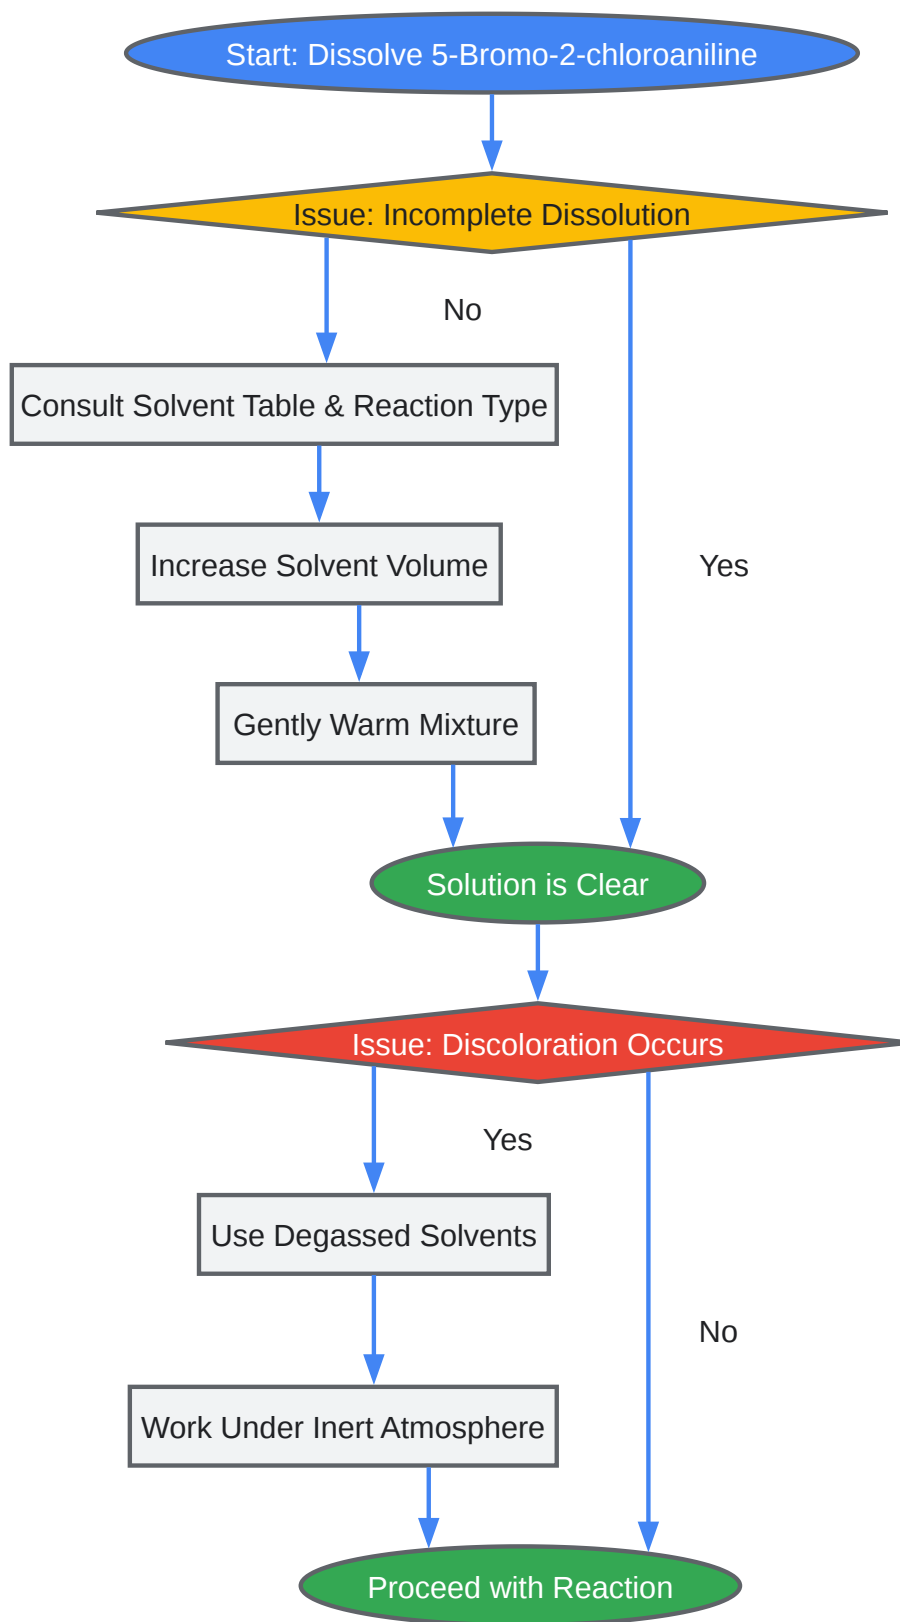 Start: Dissolve 5-Bromo-2-chloroaniline
Issue: Incomplete Dissolution
No
Consult Solvent Table & Reaction Type
Increase Solvent Volume
Yes
Gently Warm Mixture
Solution is Clear
Issue: Discoloration Occurs
Yes
Use Degassed Solvents
No
Work Under Inert Atmosphere
Proceed with Reaction